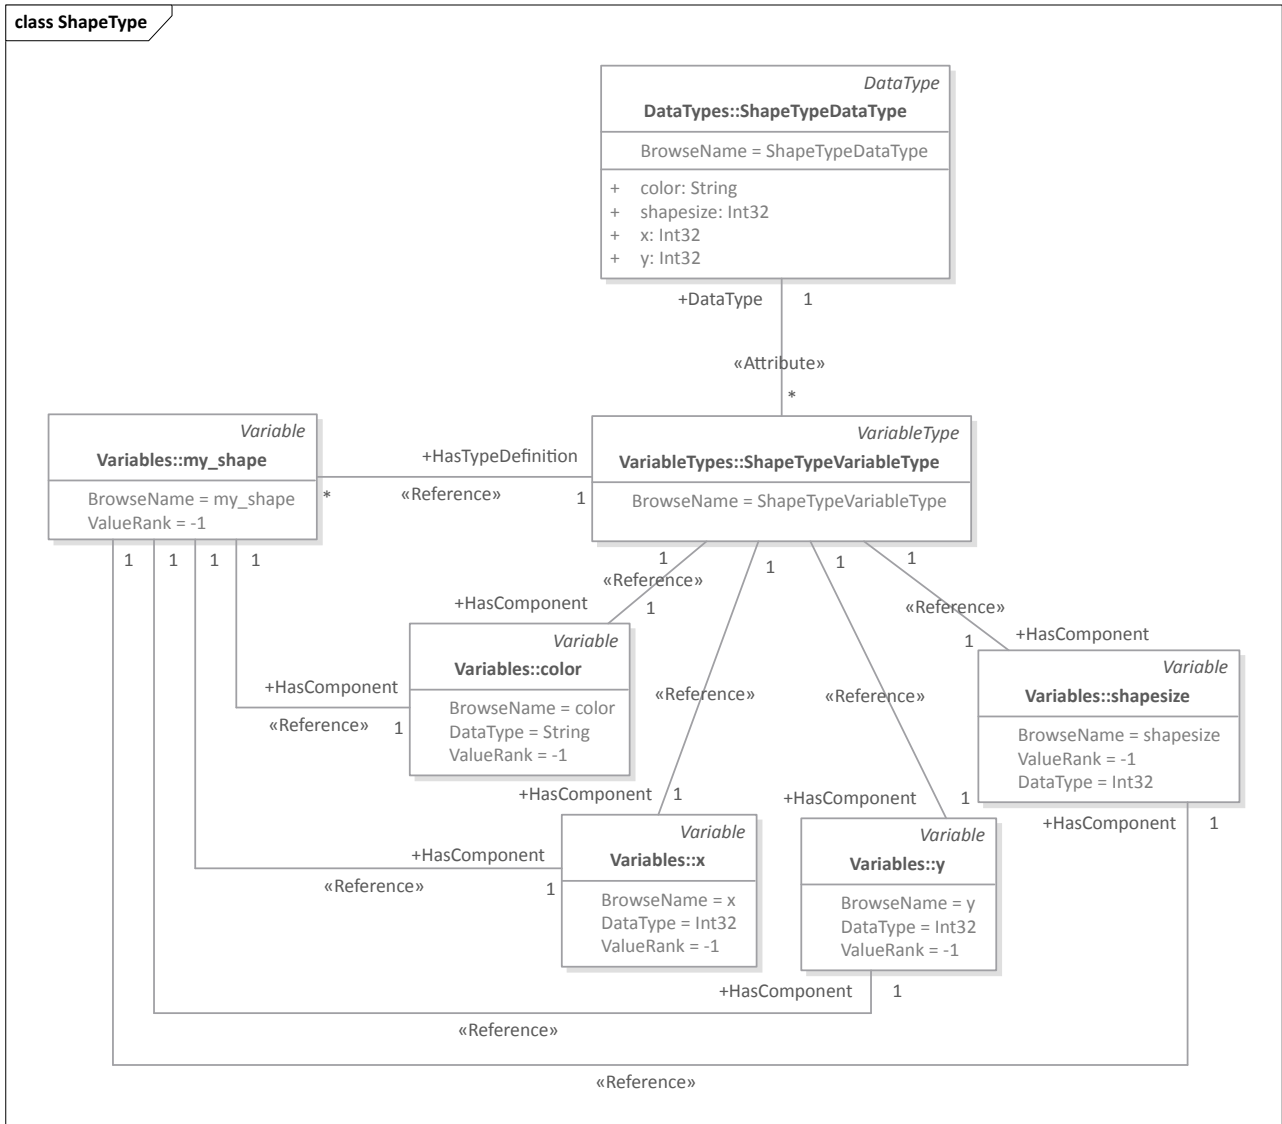 class ShapeType
DataType
DataTypes::ShapeTypeDataType
BrowseName = ShapeTypeDataType
+ color: String
+ shapesize: Int32
+ x: Int32
+ y: Int32
+DataType 1
«Attribute»
*
Variable
Variables::my_shape
BrowseName = my_shape
ValueRank = -1
+HasTypeDefinition
* «Reference» 1
VariableType
VariableTypes::ShapeTypeVariableType
BrowseName = ShapeTypeVariableType
1 1 1 1
1 1 1 1
«Reference»
+HasComponent 1
«Reference»
1 +HasComponent
Variable
Variables::color
BrowseName = color
DataType = String
ValueRank = -1
+HasComponent
«Reference» 1
«Reference»
«Reference»
Variable
Variables::shapesize
BrowseName = shapesize
ValueRank = -1
DataType = Int32
+HasComponent 1
+HasComponent 1
+HasComponent 1
Variable
Variables::x
BrowseName = x
DataType = Int32
ValueRank = -1
+HasComponent
«Reference» 1
Variable
Variables::y
BrowseName = y
DataType = Int32
ValueRank = -1
+HasComponent 1
«Reference»
«Reference»